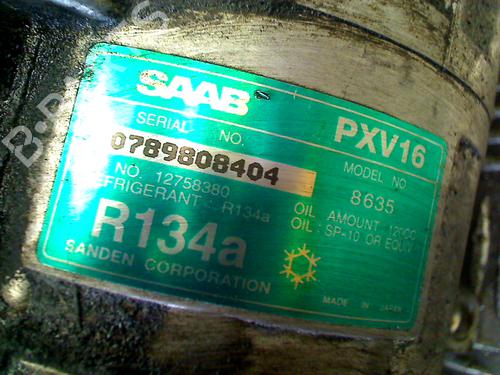 SAAB
PXV16
SERIAL NO.
MODEL NO
0789808404
8635
NO. 12758380
OIL AMOUNT : 120CC
REFRIGERANT : R134a
OIL : SP-10 OR EQUIV
R134a
SANDEN CORPORATION
MADE IN JAPAN